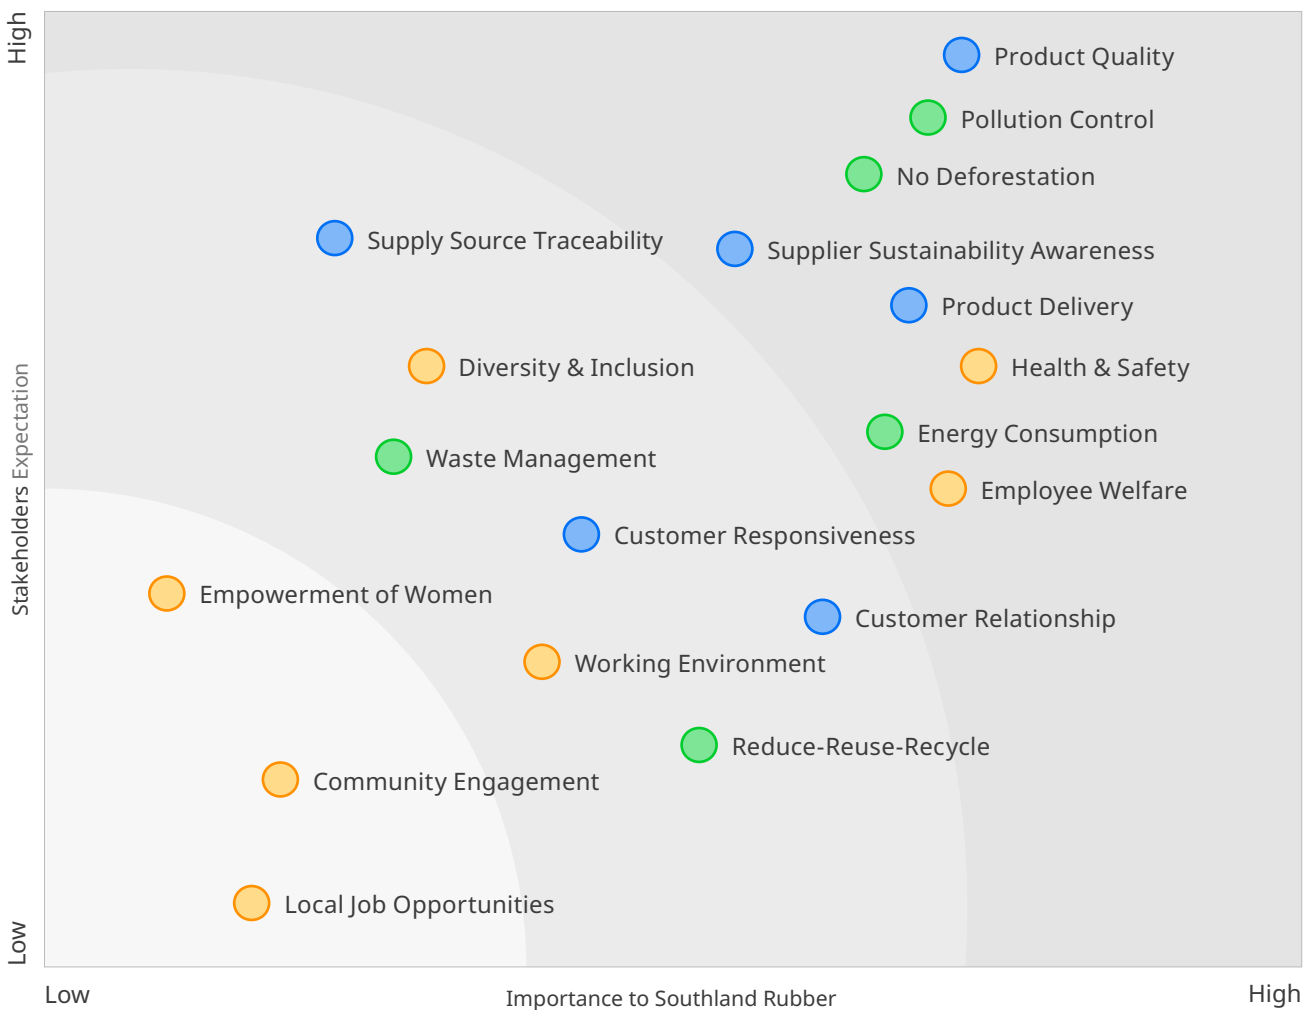 High
Product Quality
Pollution Control
No Deforestation
Supply Source Traceability
Supplier Sustainability Awareness
Product Delivery
Diversity & Inclusion
Health & Safety
Energy Consumption
Waste Management
Employee Welfare
Stakeholders Expectation
Customer Responsiveness
Empowerment of Women
Customer Relationship
Working Environment
Reduce-Reuse-Recycle
Community Engagement
Local Job Opportunities
Low
Low
Importance to Southland Rubber
High